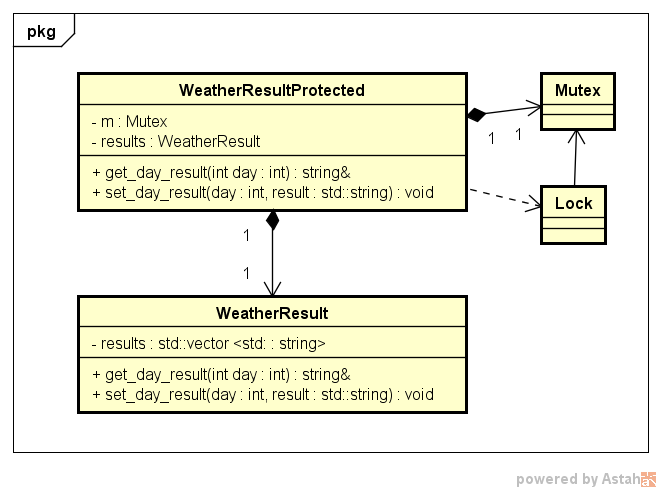 pkg
WeatherResultProtected
- m : Mutex
- results : WeatherResult
+ get_day_result(int day : int) : string&
+ set_day_result(day : int, result : std::string) : void
Mutex
1
1
Lock
1
1
WeatherResult
- results : std::vector <std: : string>
+ get_day_result(int day : int) : string&
+ set_day_result(day : int, result : std::string) : void
powered by Astah